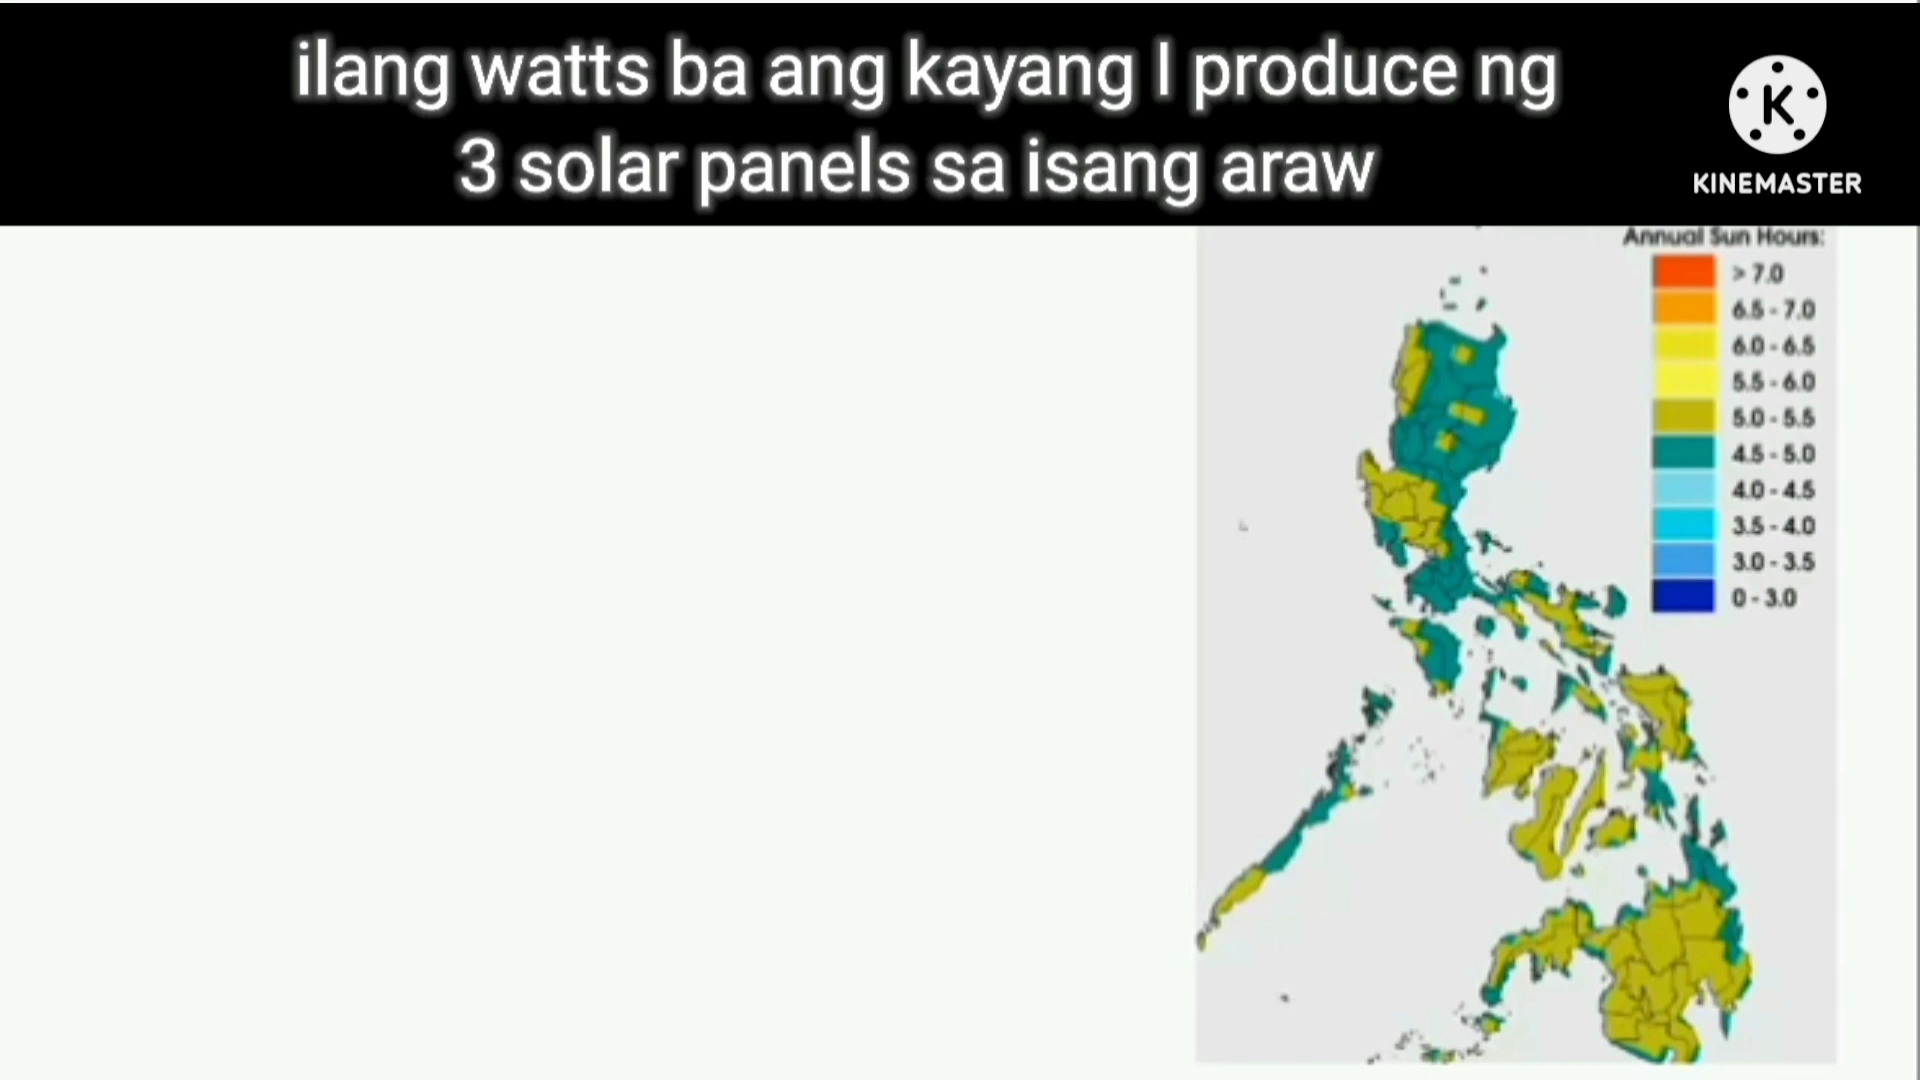 ilang watts ba ang kayang I produce ng
3 solar panels sa isang araw
K
KINEMASTER
Annual Sun Hours:
> 7.0
6.5 - 7.0
6.0 - 6.5
5.5 - 6.0
5.0 - 5.5
4.5 - 5.0
4.0 - 4.5
3.5 - 4.0
3.0 - 3.5
0 - 3.0